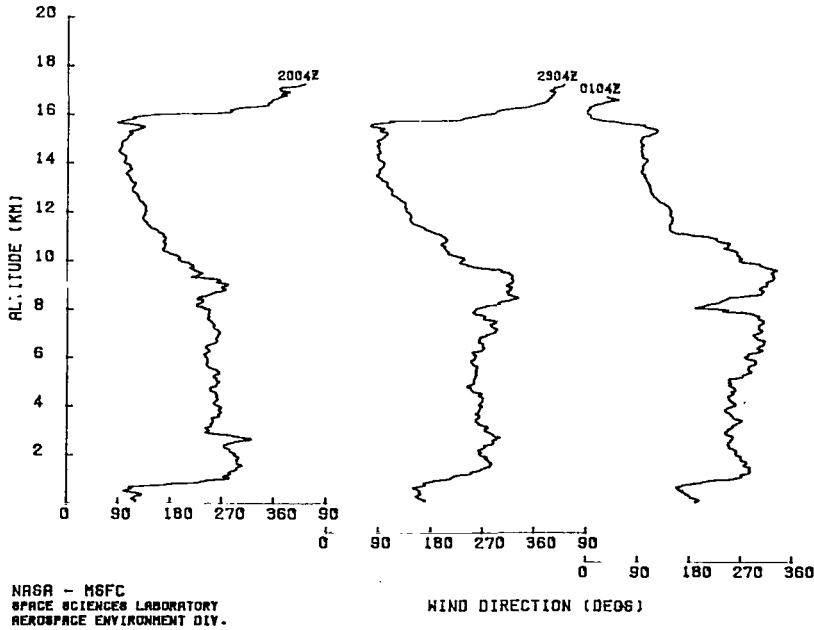 20
18
16
14
12
10
8
6
4
2
ALTITUDE (KM)
2004Z
2904Z
0104Z
0 90 180 270 360 90
0 90 180 270 360 90
0 90 180 270 360
WIND DIRECTION (DEGS)
NASA - MSFC
SPACE SCIENCES LABORATORY
AEROSPACE ENVIRONMENT DIV.